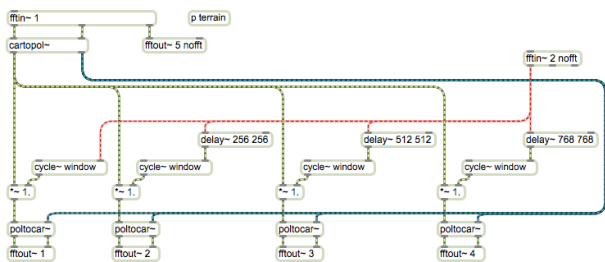 fftin~ 1
p terrain
cartopol~
fftout~ 5 nofft
fftin~ 2 nofft
delay~ 256 256
delay~ 512 512
delay~ 768 768
cycle~ window
cycle~ window
cycle~ window
cycle~ window
*~ 1.
*~ 1.
*~ 1.
*~ 1.
poltocar~
poltocar~
poltocar~
poltocar~
fftout~ 1
fftout~ 2
fftout~ 3
fftout~ 4